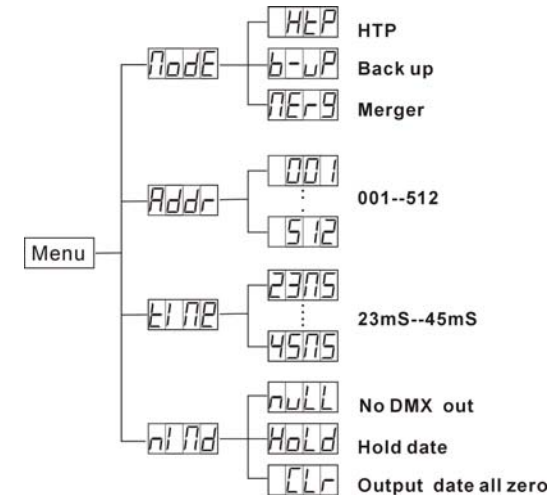 HtP HTP
ModE b-uP Back up
MErg Merger
001
Addr 001--512
512
Menu
23MS
tIME 23mS--45mS
45MS
nuLL No DMX out
nIMd HoLd Hold date
CLr Output date all zero